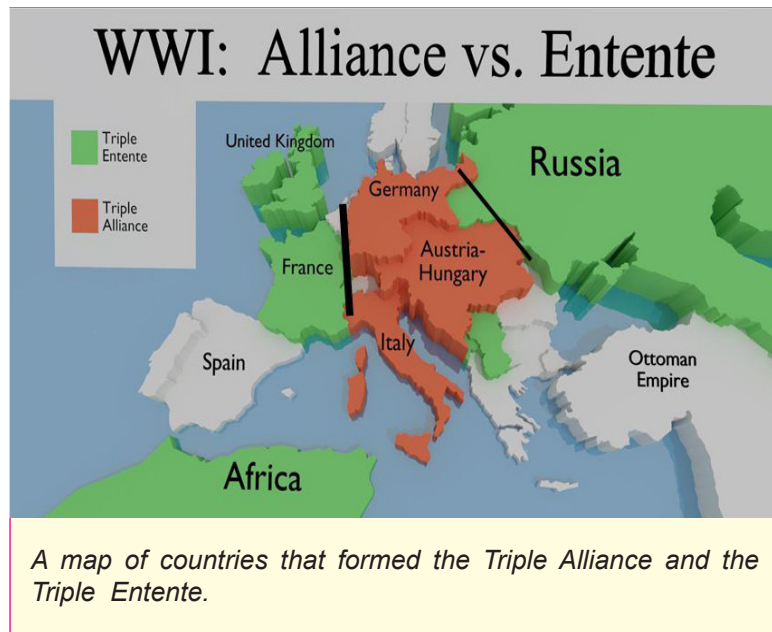 WWI: Alliance vs. Entente
Triple
Entente
Triple
Alliance
United Kingdom
Germany
Russia
France
Austria-
Hungary
Spain
Italy
Ottoman
Empire
Africa
A map of countries that formed the Triple Alliance and the
Triple Entente.